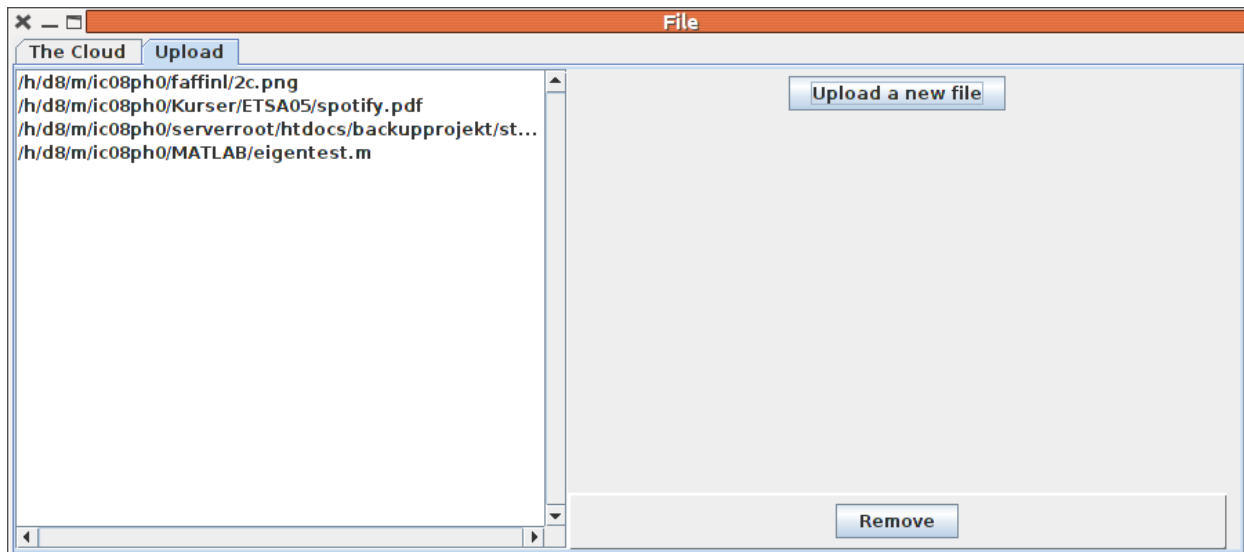 File
The Cloud
Upload
/h/d8/m/ic08ph0/faffinl/2c.png
/h/d8/m/ic08ph0/Kurser/ETSA05/spotify.pdf
/h/d8/m/ic08ph0/serverroot/htdocs/backupprojekt/st...
/h/d8/m/ic08ph0/MATLAB/eigentest.m
Upload a new file
Remove